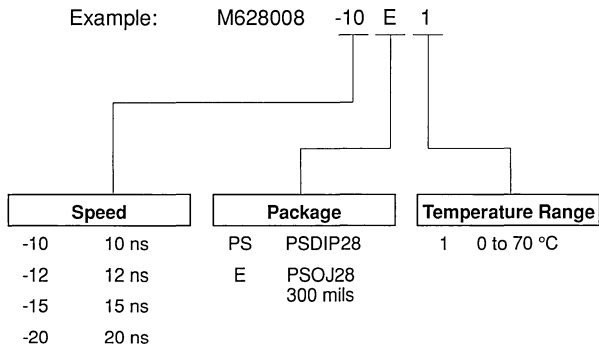 Example: M628008 -10 E 1
Speed
-10 10 ns
-12 12 ns
-15 15 ns
-20 20 ns
Package
PS PSDIP28
E PSOJ28
300 mils
Temperature Range
1 0 to 70 °C